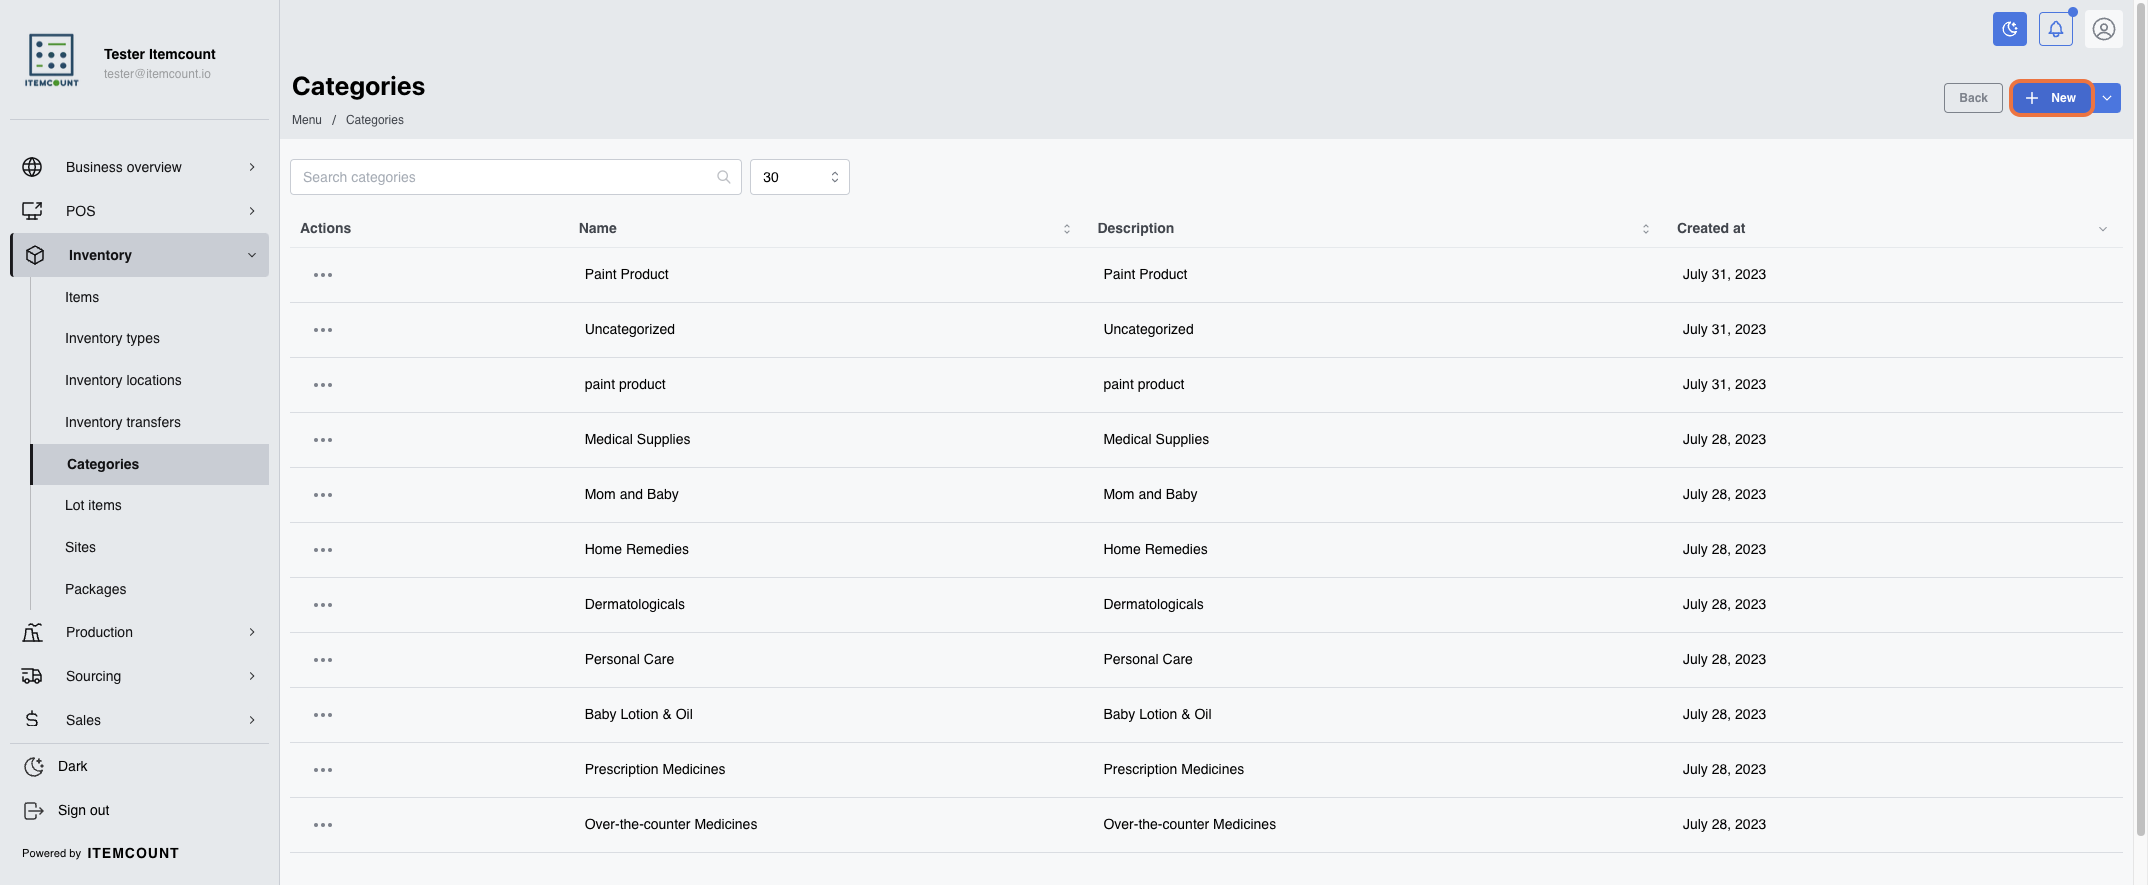 ITEMCOUNT
Tester Itemcount
tester@itemcount.io
Business overview
POS
Inventory
Items
Inventory types
Inventory locations
Inventory transfers
Categories
Lot items
Sites
Packages
Production
Sourcing
Sales
Dark
Sign out
Powered by ITEMCOUNT
Categories
Menu / Categories
Back
New
Search categories
30
Actions Name Description Created at
Paint Product Paint Product July 31, 2023
Uncategorized Uncategorized July 31, 2023
paint product paint product July 31, 2023
Medical Supplies Medical Supplies July 28, 2023
Mom and Baby Mom and Baby July 28, 2023
Home Remedies Home Remedies July 28, 2023
Dermatologicals Dermatologicals July 28, 2023
Personal Care Personal Care July 28, 2023
Baby Lotion & Oil Baby Lotion & Oil July 28, 2023
Prescription Medicines Prescription Medicines July 28, 2023
Over-the-counter Medicines Over-the-counter Medicines July 28, 2023